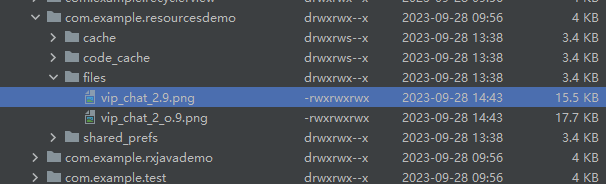 com.example.resourcesdemo drwxrwx--x 2023-09-28 09:56 4 KB
cache drwxrws--x 2023-09-28 13:38 3.4 KB
code_cache drwxrws--x 2023-09-28 13:38 3.4 KB
files drwxrwx--x 2023-09-28 13:38 3.4 KB
vip_chat_2.9.png -rwxrwxrwx 2023-09-28 14:43 15.5 KB
vip_chat_2_o.9.png -rwxrwxrwx 2023-09-28 14:43 17.7 KB
shared_prefs drwxrwx--x 2023-09-28 13:38 3.4 KB
com.example.rxjavademo drwxrwx--x 2023-09-28 09:56 4 KB
com.example.test drwxrwx--x 2023-09-28 09:56 4 KB